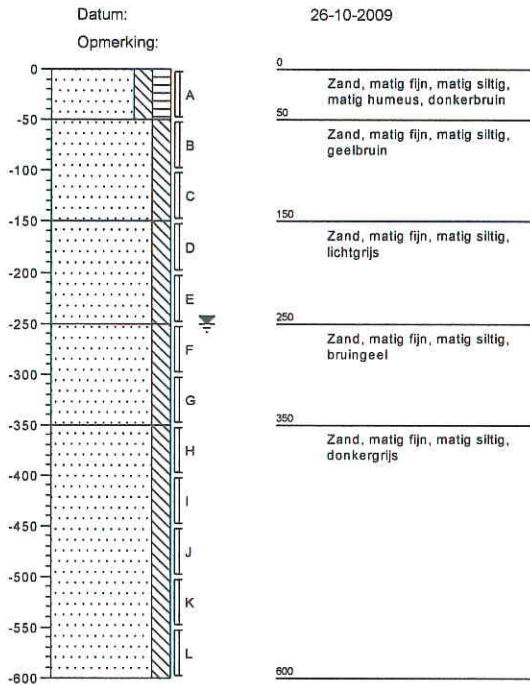 Datum: 26-10-2009
Opmerking:
0
-50
-100
-150
-200
-250
-300
-350
-400
-450
-500
-550
-600
A
B
C
D
E
F
G
H
I
J
K
L
0
Zand, matig fijn, matig siltig,
matig humeus, donkerbruin
50
Zand, matig fijn, matig siltig,
geelbruin
150
Zand, matig fijn, matig siltig,
lichtgrijs
250
Zand, matig fijn, matig siltig,
bruingeel
350
Zand, matig fijn, matig siltig,
donkergrijs
600